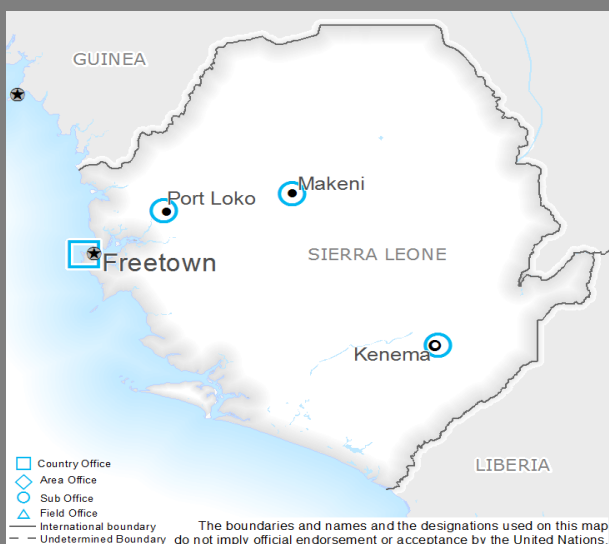 GUINEA
Makeni
Port Loko
SIERRA LEONE
Freetown
Kenema
LIBERIA
Country Office
Area Office
Sub Office
Field Office
International boundary
Undetermined Boundary
The boundaries and names and the designations used on this map
do not imply official endorsement or acceptance by the United Nations.